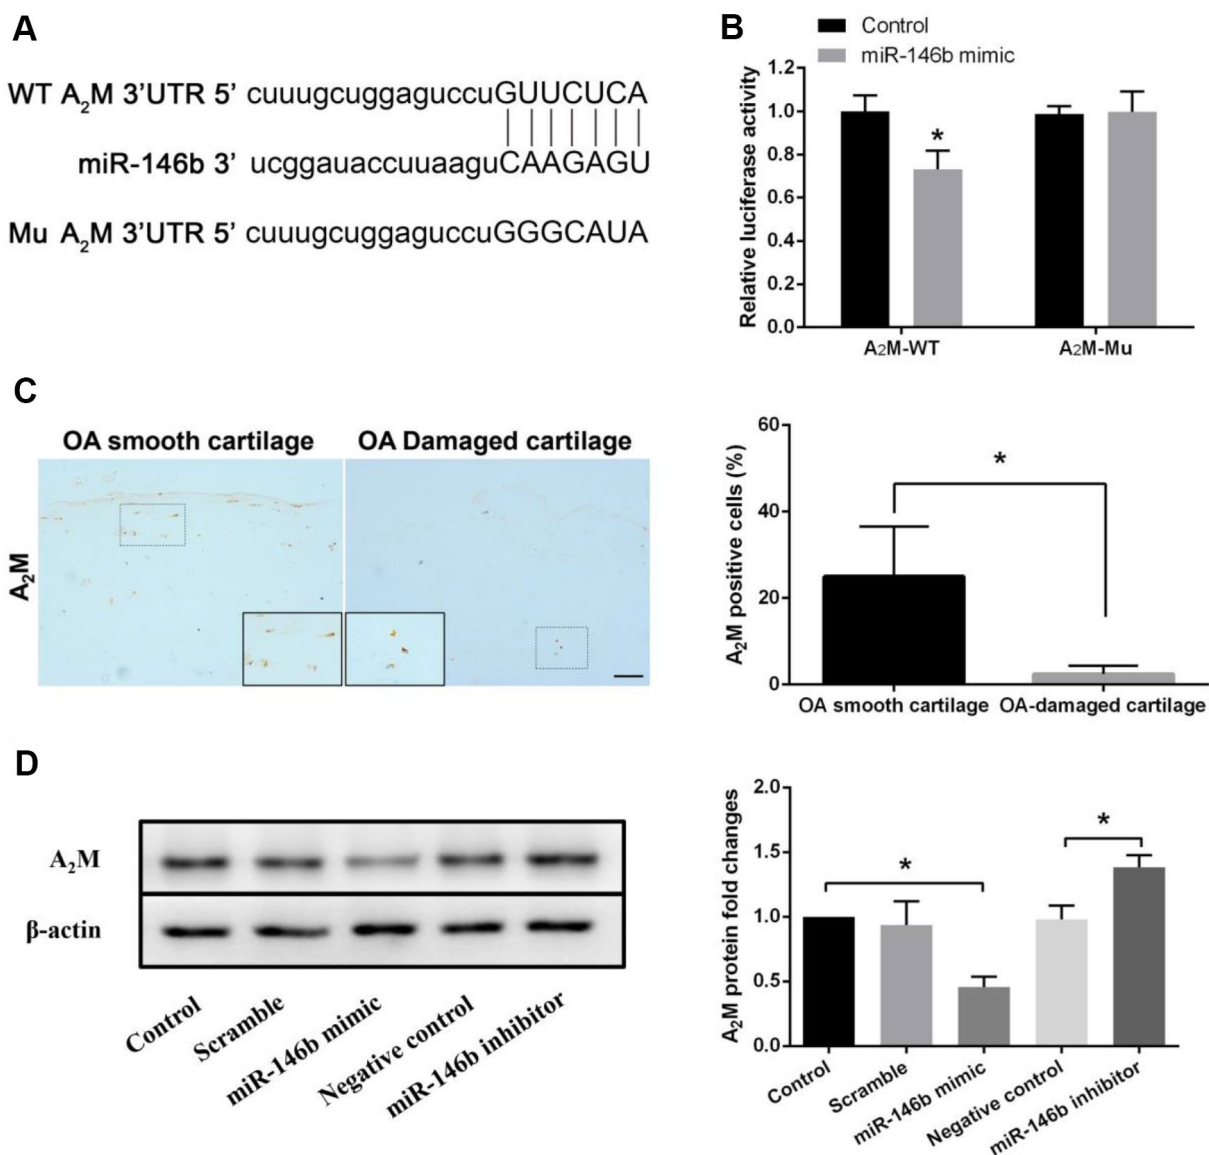 A
WT A₂M 3’UTR 5’ cuuugcuggaguccuGUUCUCA
miR-146b 3’ ucggauaccuuaaguCAAGAGU
Mu A₂M 3’UTR 5’ cuuugcuggaguccuGGGCAUA
B
Control
miR-146b mimic
Relative luciferase activity
1.2
1.0
0.8
0.6
0.4
0.2
0.0
*
A₂M-WT
A₂M-Mu
C
OA smooth cartilage
OA Damaged cartilage
A₂M
A₂M positive cells (%)
60
40
20
0
*
OA smooth cartilage
OA-damaged cartilage
D
A₂M
β-actin
Control
Scramble
miR-146b mimic
Negative control
miR-146b inhibitor
A₂M protein fold changes
2.0
1.5
1.0
0.5
0.0
*
*
Control
Scramble
miR-146b mimic
Negative control
miR-146b inhibitor